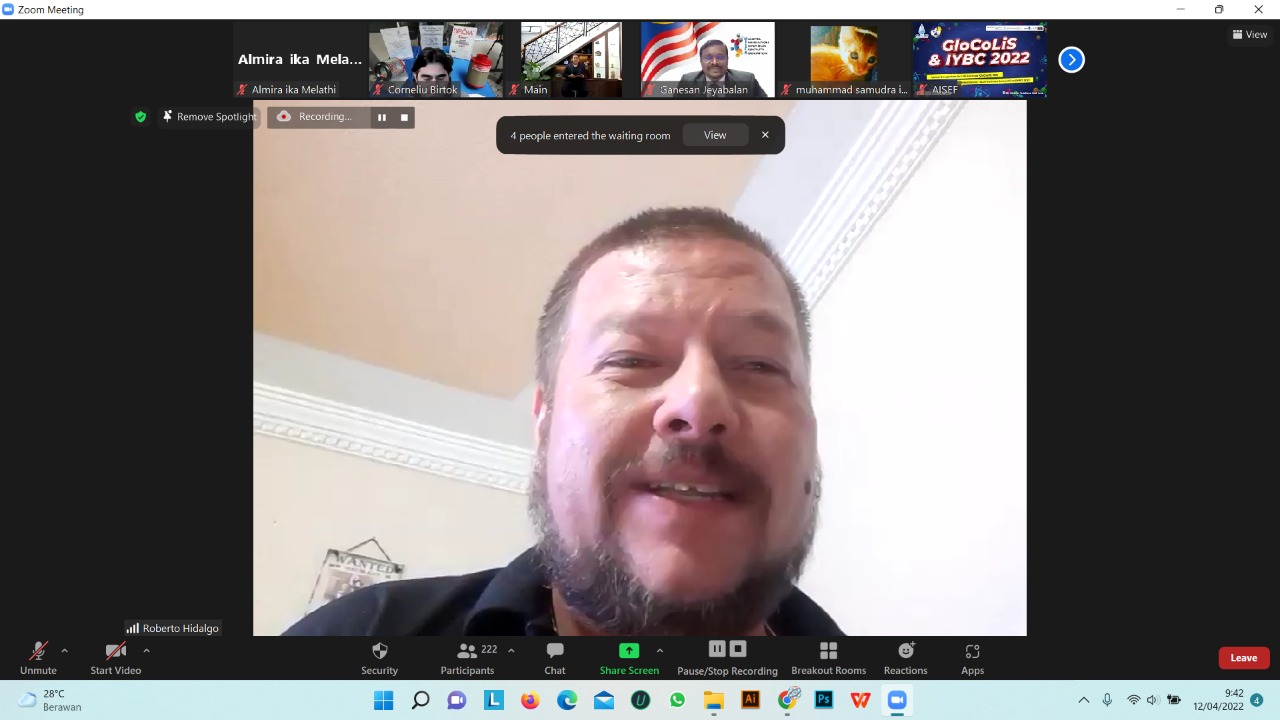 Zoom Meeting
Almira ika Mela...
Almira ika Melathi
Corneliu Birtok
Main
Ganesan Jeyabalan
muhammad samudra i...
GloCoLiS
& IYBC 2022
AISEF
View
Remove Spotlight
Recording...
4 people entered the waiting room
View
WANTED
Roberto Hidalgo
Unmute
Start Video
Security
222
Participants
Chat
Share Screen
Pause/Stop Recording
Breakout Rooms
Reactions
Apps
Leave
28°C
Berawan
L
U
Ai
Ps
W
9:42
12/04/2022
4